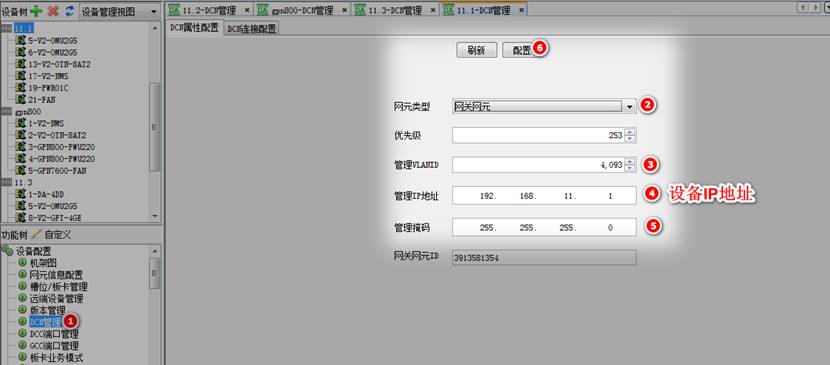 设备树 设备管理视图
11.1
5-V2-OMU2G5
6-V2-OMU2G5
13-V2-OTN-8AT2
17-V2-NMS
19-PWR01C
21-FAN
gpn800
1-V2-NMS
2-V2-OTN-8AT2
3-GPN800-PWU220
4-GPN800-PWU220
5-GPN7600-FAN
11.3
1-DA-4DD
5-V2-OMU2G5
8-V2-GPI-4GE
功能树 自定义
设备配置
机架图
网元信息配置
槽位/板卡管理
远端设备管理
版本管理
DCN管理 1
DCC端口管理
GCC端口管理
板卡业务模式
11.2-DCN管理 gpn800-DCN管理 11.3-DCN管理 11.1-DCN管理
DCN属性配置 DCN连接配置
刷新 配置 6
网元类型 网关网元 2
优先级 253
管理VLANID 4,093 3
管理IP地址 192. 168. 11. 1 4 设备IP地址
管理掩码 255. 255. 255. 0 5
网关网元ID 3913581354